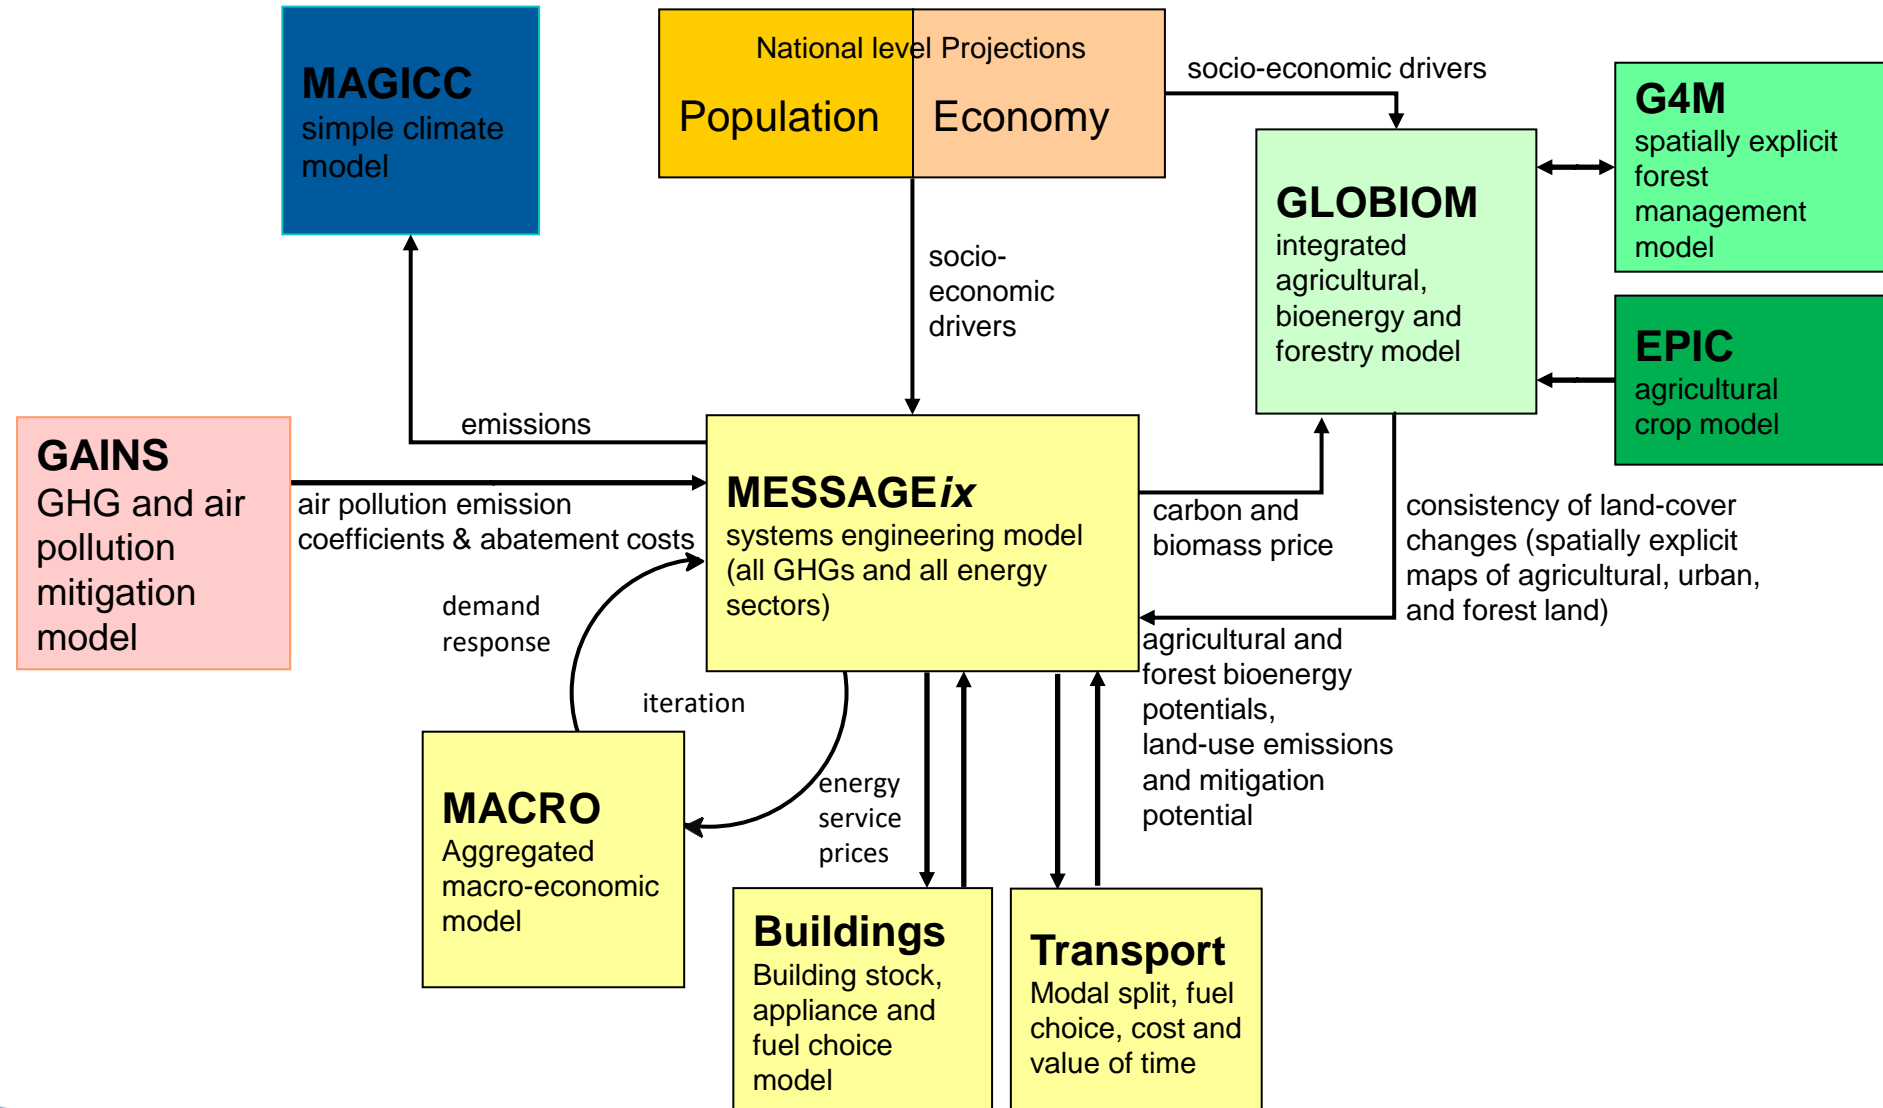 MAGICC
simple climate
model
National level Projections
Population
Economy
socio-economic drivers
G4M
spatially explicit
forest
management
model
GLOBIOM
integrated
agricultural,
bioenergy and
forestry model
EPIC
agricultural
crop model
socio-
economic
drivers
emissions
GAINS
GHG and air
pollution
mitigation
model
air pollution emission
coefficients & abatement costs
MESSAGEix
systems engineering model
(all GHGs and all energy
sectors)
carbon and
biomass price
consistency of land-cover
changes (spatially explicit
maps of agricultural, urban,
and forest land)
demand
response
iteration
agricultural and
forest bioenergy
potentials,
land-use emissions
and mitigation
potential
energy
service
prices
MACRO
Aggregated
macro-economic
model
Buildings
Building stock,
appliance and
fuel choice
model
Transport
Modal split, fuel
choice, cost and
value of time